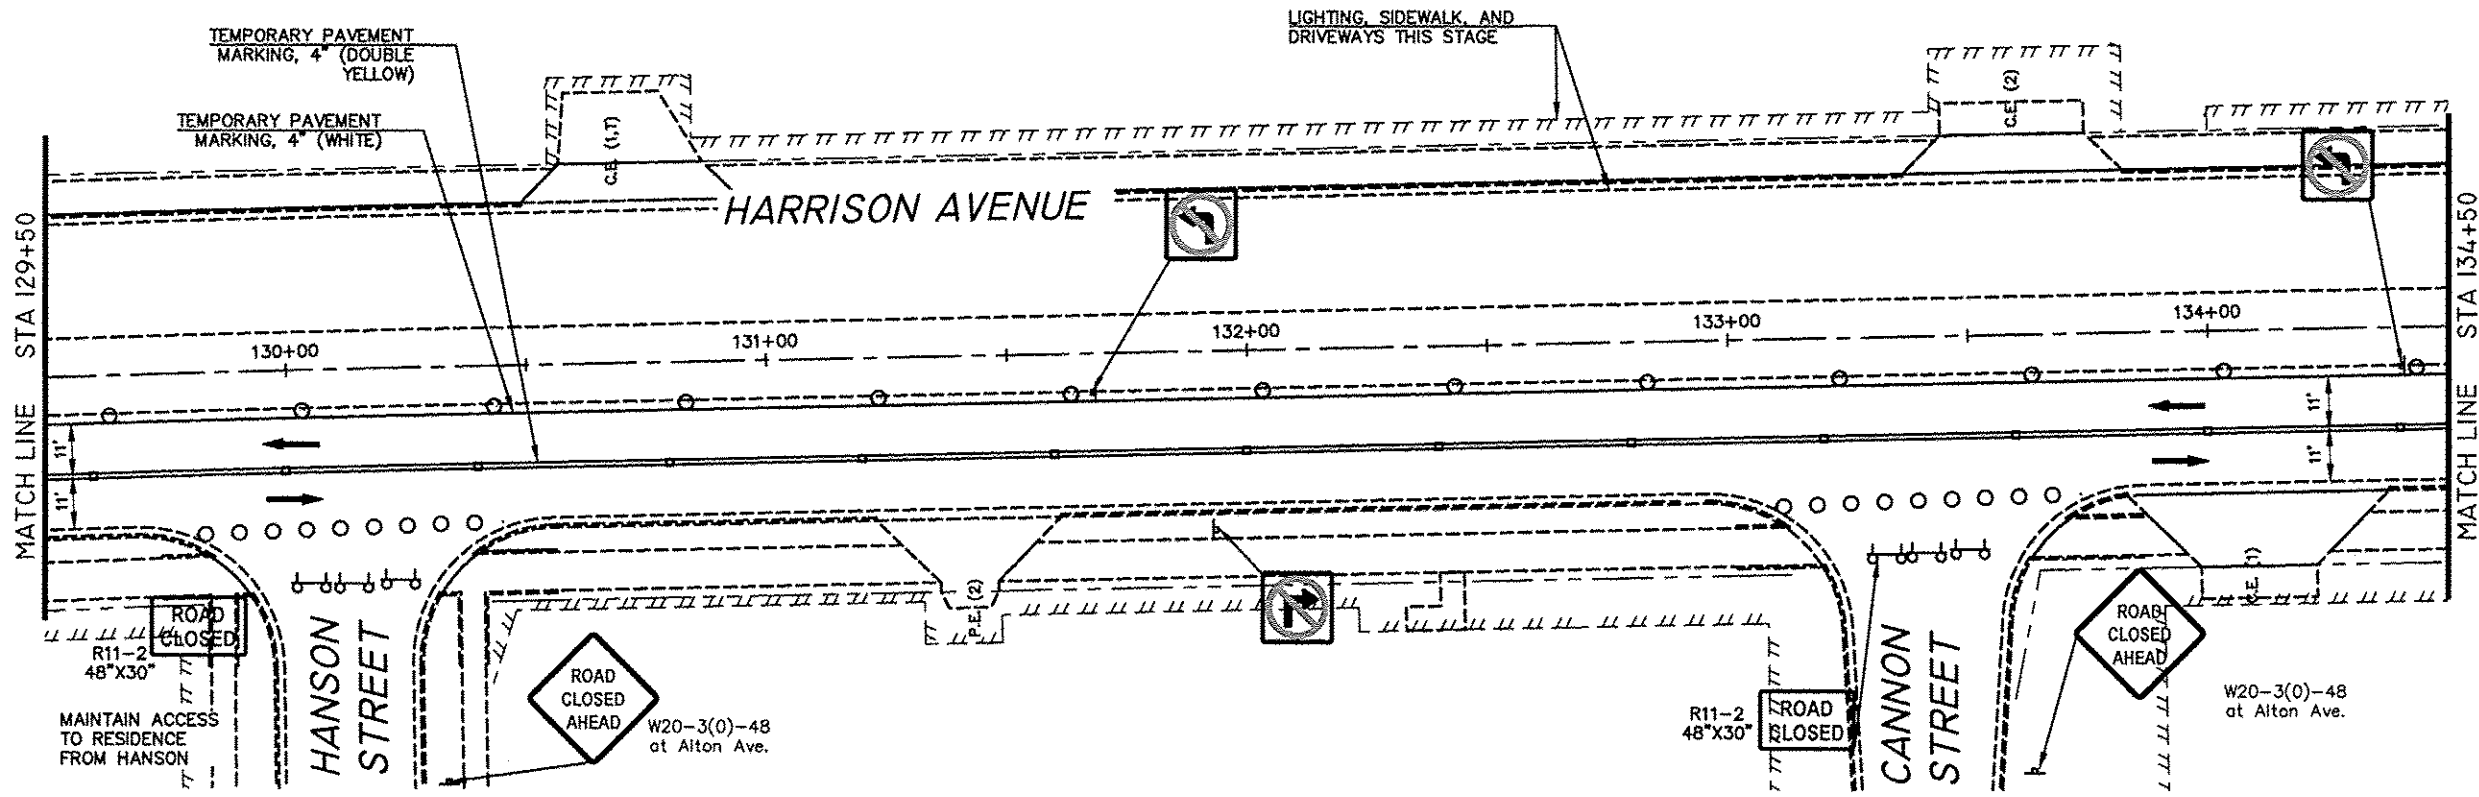 LIGHTING, SIDEWALK, AND
DRIVEWAYS THIS STAGE
TEMPORARY PAVEMENT
MARKING, 4" (DOUBLE
YELLOW)
TEMPORARY PAVEMENT
MARKING, 4" (WHITE)
C.E. (1,T)
C.E. (2)
HARRISON AVENUE
MATCH LINE STA 129+50
MATCH LINE STA 134+50
130+00
131+00
132+00
133+00
134+00
11'
11'
11'
11'
ROAD
CLOSED
R11-2
48"X30"
MAINTAIN ACCESS
TO RESIDENCE
FROM HANSON
HANSON
STREET
ROAD
CLOSED
AHEAD
W20-3(0)-48
at Alton Ave.
P.E. (2)
R11-2
48"X30"
ROAD
CLOSED
CANNON
STREET
ROAD
CLOSED
AHEAD
C.E. (1)
W20-3(0)-48
at Alton Ave.